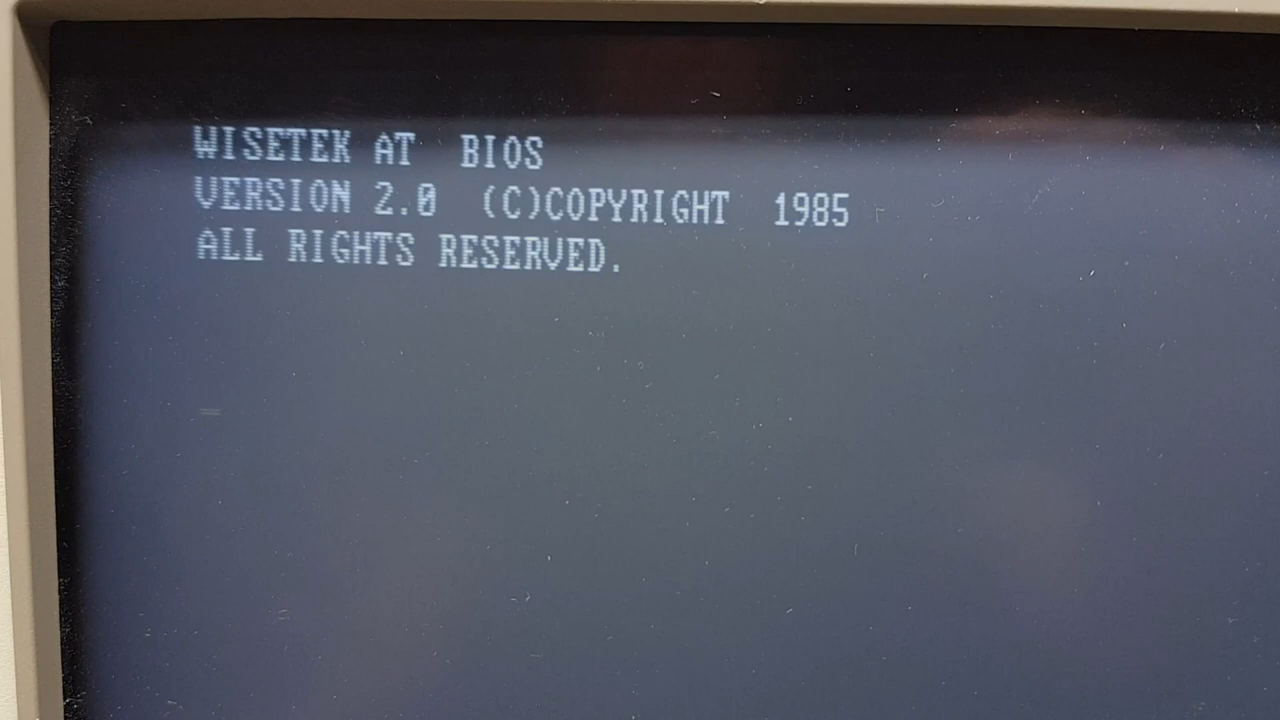 WISETEK AT  BIOS
VERSION 2.0  (C)COPYRIGHT  1985
ALL RIGHTS RESERVED.